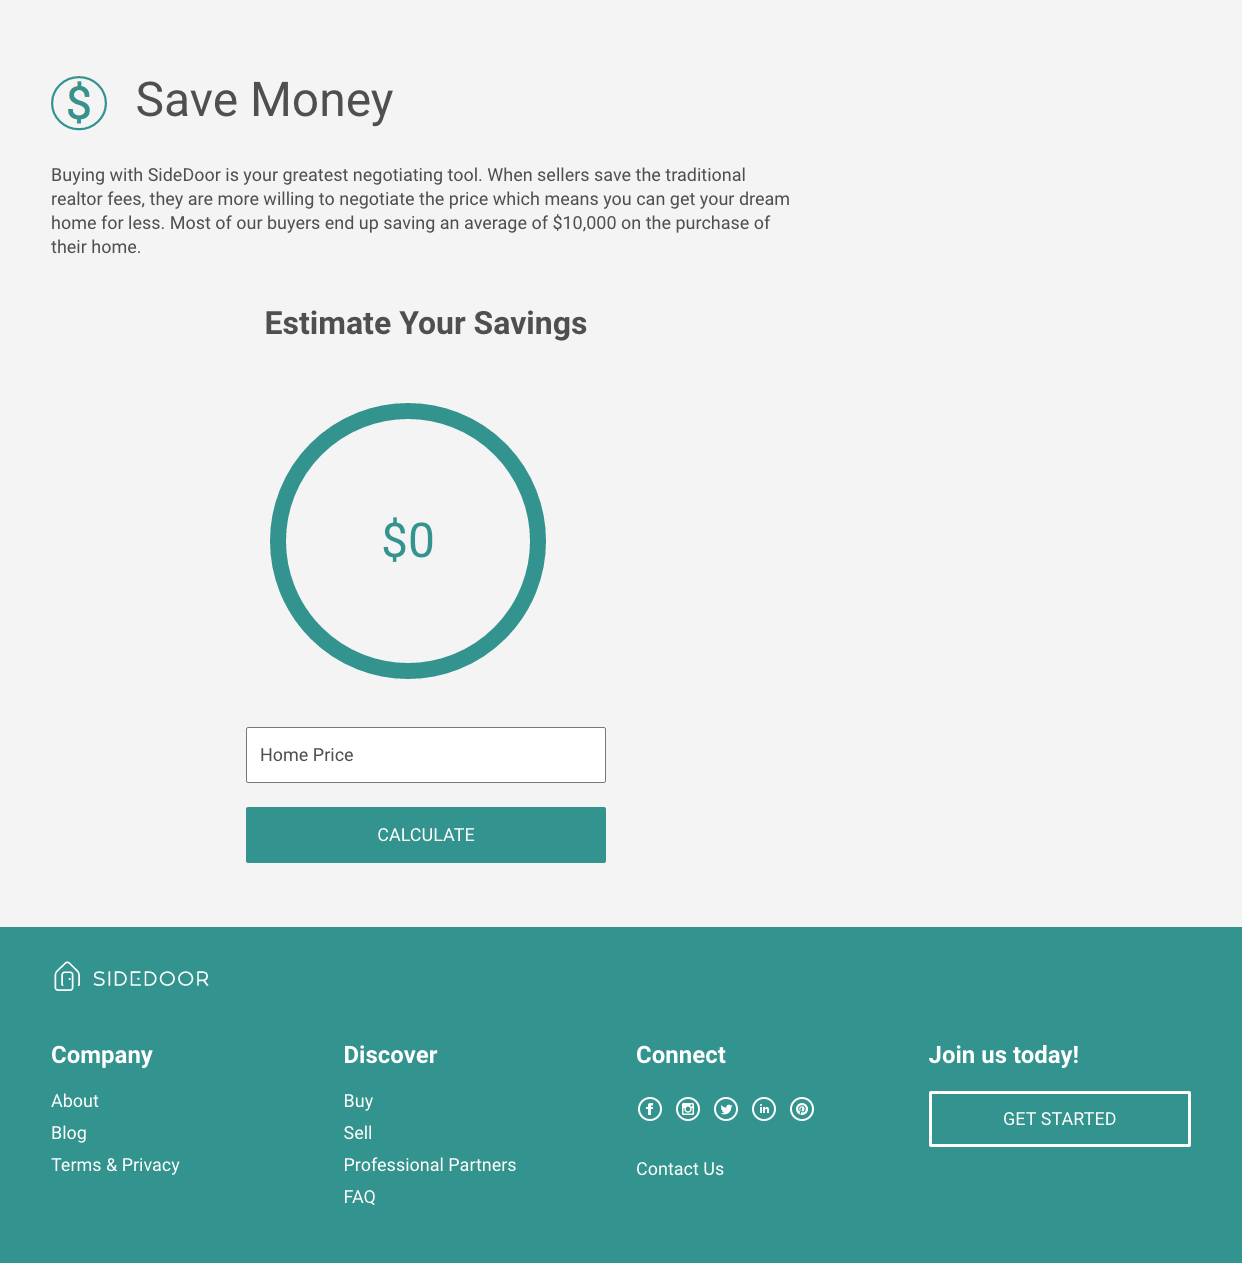 $ Save Money
Buying with SideDoor is your greatest negotiating tool. When sellers save the traditional
realtor fees, they are more willing to negotiate the price which means you can get your dream
home for less. Most of our buyers end up saving an average of $10,000 on the purchase of
their home.
Estimate Your Savings
$0
Home Price
CALCULATE
SIDEDOOR
Company
About
Blog
Terms & Privacy
Discover
Buy
Sell
Professional Partners
FAQ
Connect
Contact Us
Join us today!
GET STARTED